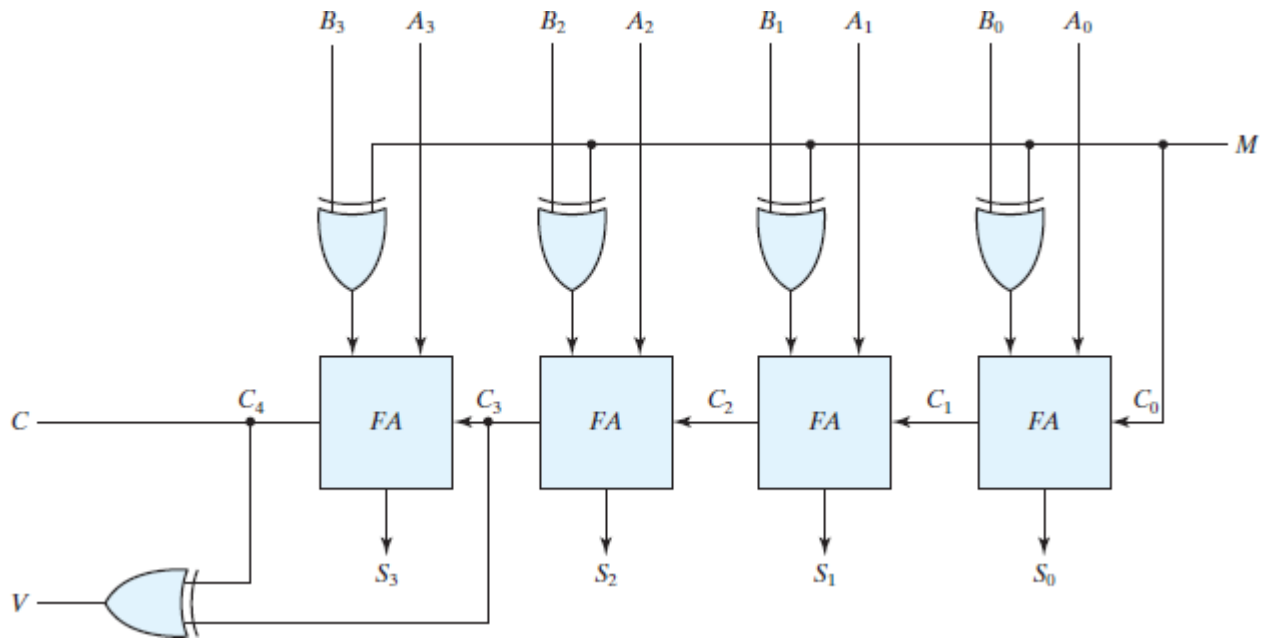 B₃ A₃ B₂ A₂ B₁ A₁ B₀ A₀
M
C C₄ FA C₃ FA C₂ FA C₁ FA C₀
S₃ S₂ S₁ S₀
V